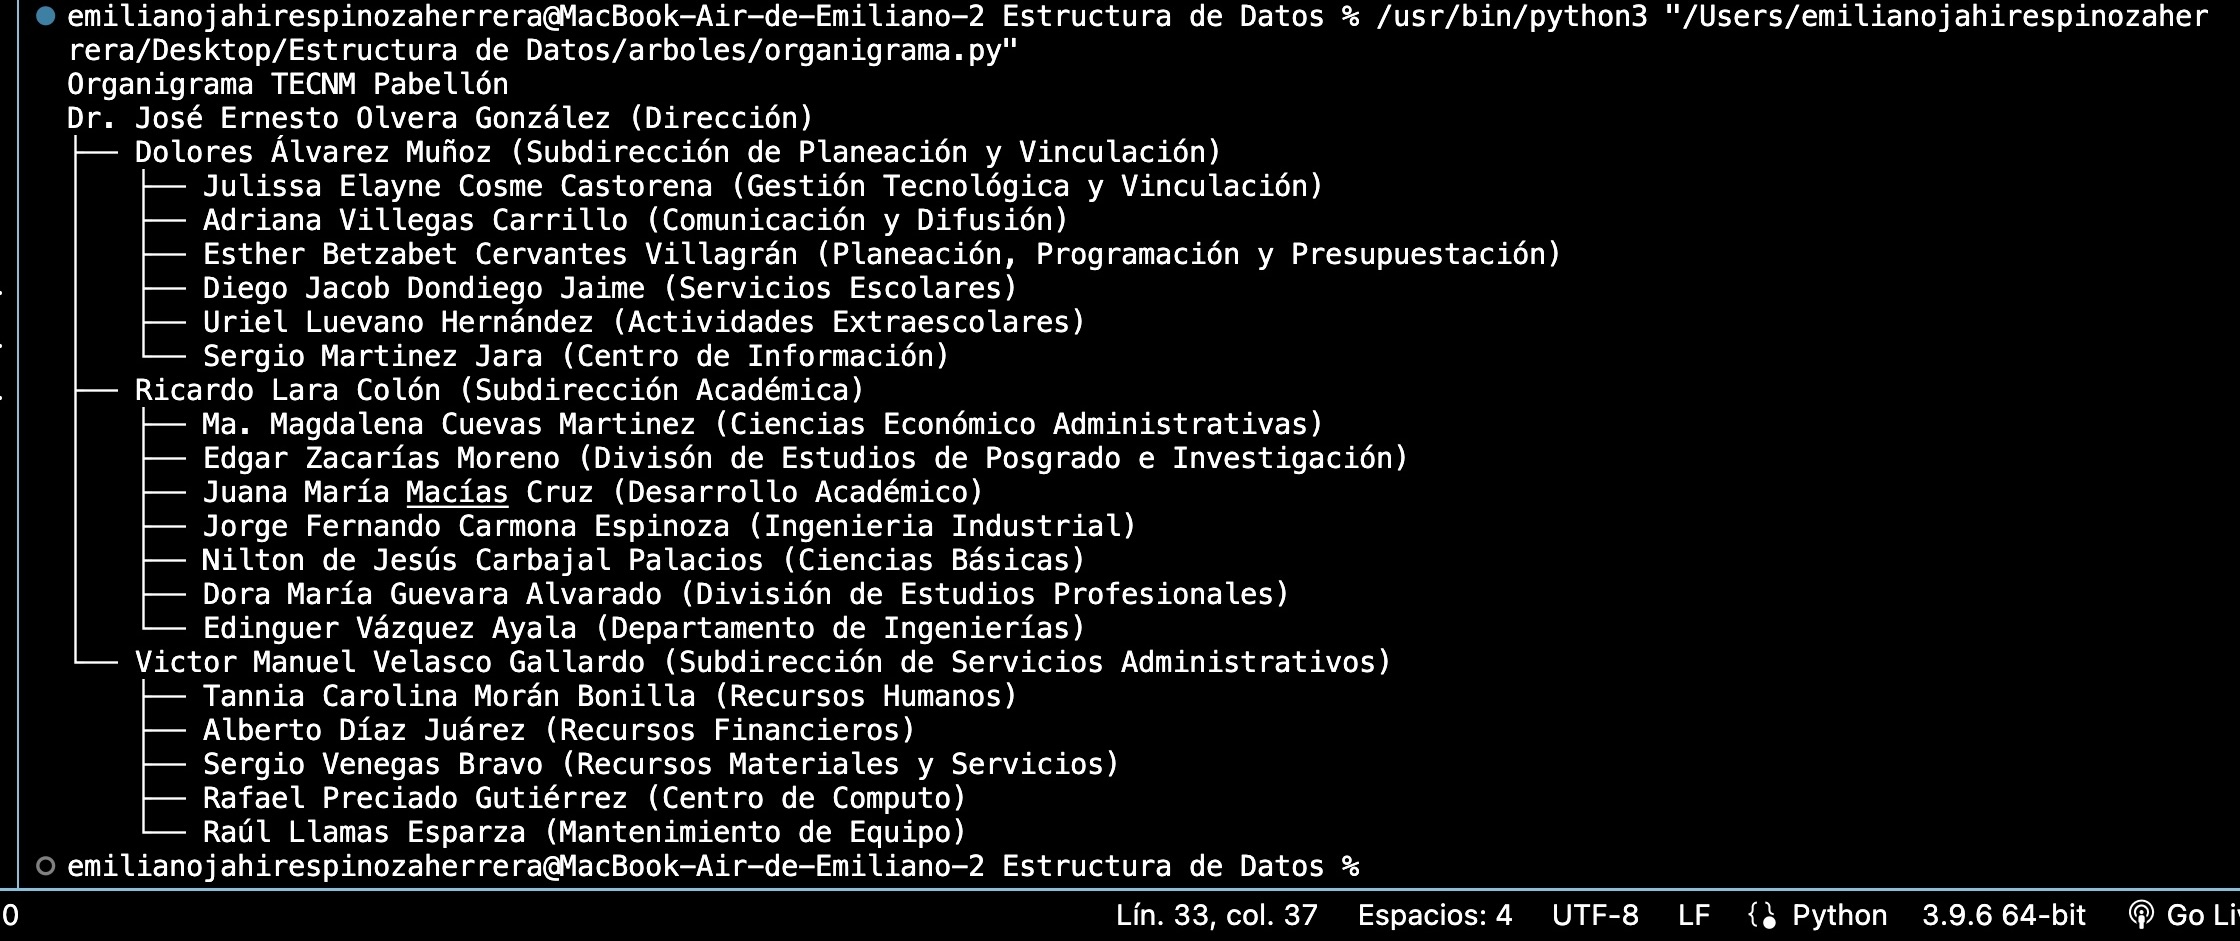 emilianojahirespinozaherrera@MacBook-Air-de-Emiliano-2 Estructura de Datos % /usr/bin/python3 "/Users/emilianojahirespinozaher
rera/Desktop/Estructura de Datos/arboles/organigrama.py"
Organigrama TECNM Pabellón
Dr. José Ernesto Olvera González (Dirección)
├── Dolores Álvarez Muñoz (Subdirección de Planeación y Vinculación)
│   ├── Julissa Elayne Cosme Castorena (Gestión Tecnológica y Vinculación)
│   ├── Adriana Villegas Carrillo (Comunicación y Difusión)
│   ├── Esther Betzabet Cervantes Villagrán (Planeación, Programación y Presupuestación)
│   ├── Diego Jacob Dondiego Jaime (Servicios Escolares)
│   ├── Uriel Luevano Hernández (Actividades Extraescolares)
│   └── Sergio Martinez Jara (Centro de Información)
├── Ricardo Lara Colón (Subdirección Académica)
│   ├── Ma. Magdalena Cuevas Martinez (Ciencias Económico Administrativas)
│   ├── Edgar Zacarías Moreno (Divisón de Estudios de Posgrado e Investigación)
│   ├── Juana María Macías Cruz (Desarrollo Académico)
│   ├── Jorge Fernando Carmona Espinoza (Ingenieria Industrial)
│   ├── Nilton de Jesús Carbajal Palacios (Ciencias Básicas)
│   ├── Dora María Guevara Alvarado (División de Estudios Profesionales)
│   └── Edinguer Vázquez Ayala (Departamento de Ingenierías)
└── Victor Manuel Velasco Gallardo (Subdirección de Servicios Administrativos)
    ├── Tannia Carolina Morán Bonilla (Recursos Humanos)
    ├── Alberto Díaz Juárez (Recursos Financieros)
    ├── Sergio Venegas Bravo (Recursos Materiales y Servicios)
    ├── Rafael Preciado Gutiérrez (Centro de Computo)
    └── Raúl Llamas Esparza (Mantenimiento de Equipo)
emilianojahirespinozaherrera@MacBook-Air-de-Emiliano-2 Estructura de Datos %
0 Lín. 33, col. 37 Espacios: 4 UTF-8 LF Python 3.9.6 64-bit Go Li